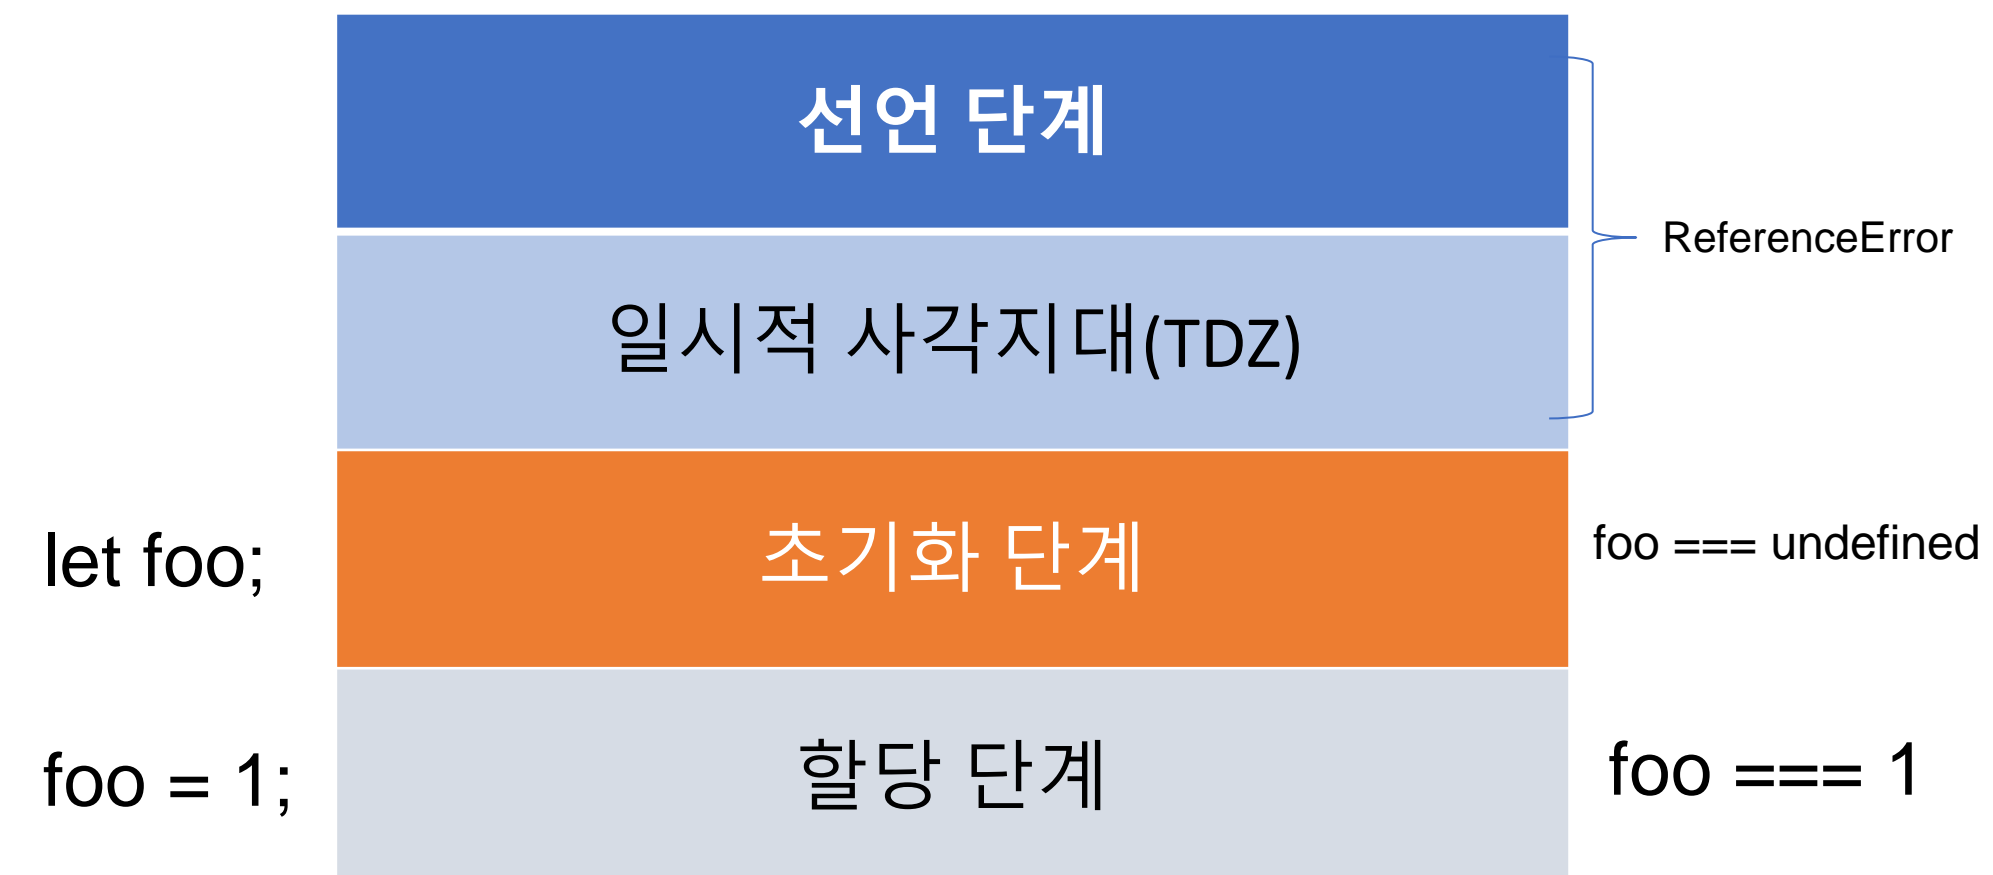 선언 단계
ReferenceError
일시적 사각지대(TDZ)
let foo;
초기화 단계
foo === undefined
foo = 1;
할당 단계
foo === 1